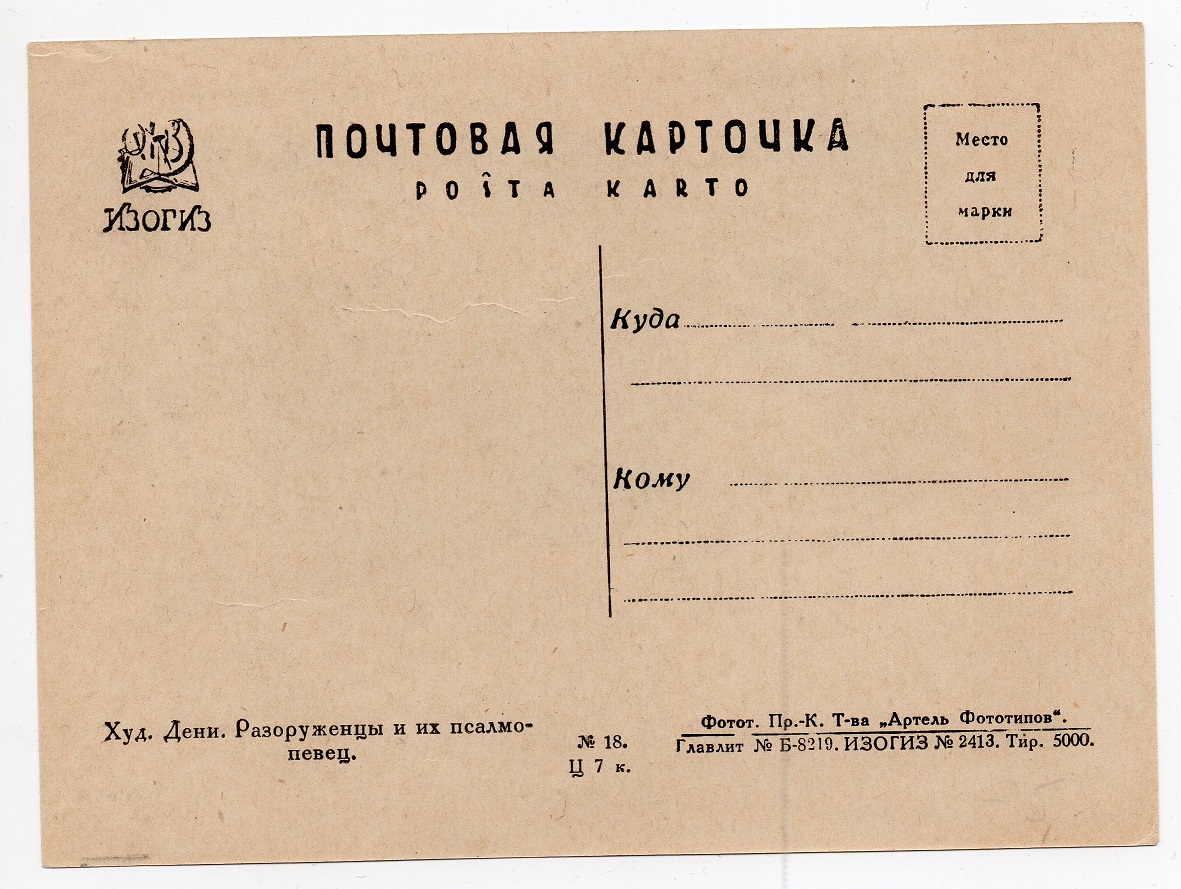 ОГИЗ
ИЗОГИЗ
ПОЧТОВАЯ КАРТОЧКА
POŜTA KARTO
Место
для
марки
Куда
Кому
Худ. Дени. Разоруженцы и их псалмо-
певец.
№ 18.
Ц 7 к.
Фотот. Пр.-К. Т-ва „Артель Фототипов“.
Главлит № Б-8219. ИЗОГИЗ № 2413. Тир. 5000.